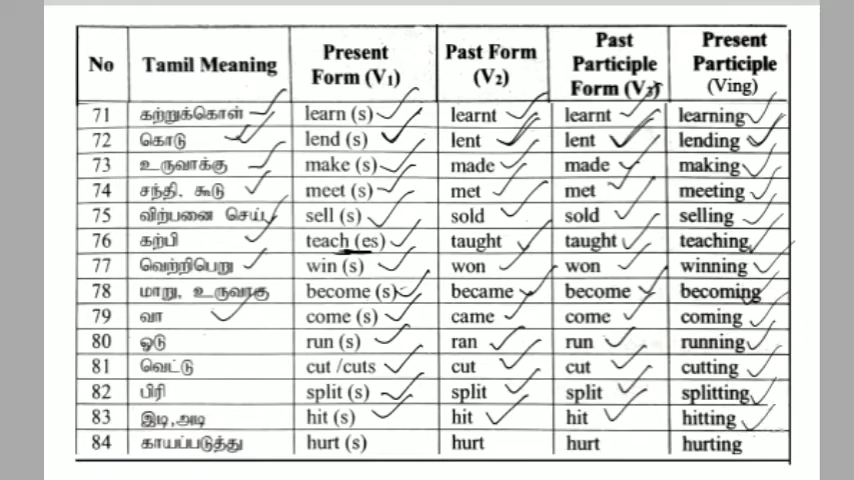 No Tamil Meaning Present Form (V1) Past Form (V2) Past Participle Form (V3) Present Participle (Ving)
71 கற்றுக்கொள் learn (s) learnt learnt learning
72 கொடு lend (s) lent lent lending
73 உருவாக்கு make (s) made made making
74 சந்தி, கூடு meet (s) met met meeting
75 விற்பனை செய் sell (s) sold sold selling
76 கற்பி teach (es) taught taught teaching
77 வெற்றிபெறு win (s) won won winning
78 மாறு, உருவாகு become (s) became become becoming
79 வா come (s) came come coming
80 ஓடு run (s) ran run running
81 வெட்டு cut /cuts cut cut cutting
82 பிரி split (s) split split splitting
83 இடி,அடி hit (s) hit hit hitting
84 காயப்படுத்து hurt (s) hurt hurt hurting